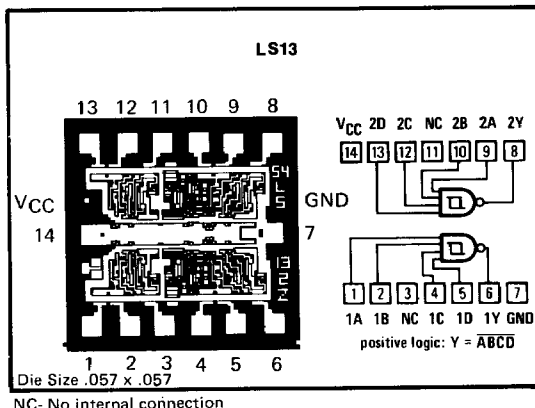 LS13
13 12 11 10 9 8
VCC
14
GND
7
54
L
S
13
Z
Z
1 2 3 4 5 6
Die Size .057 x .057
VCC 2D 2C NC 2B 2A 2Y
14 13 12 11 10 9 8
1 2 3 4 5 6 7
1A 1B NC 1C 1D 1Y GND
positive logic: Y = ABCD
NC- No internal connection